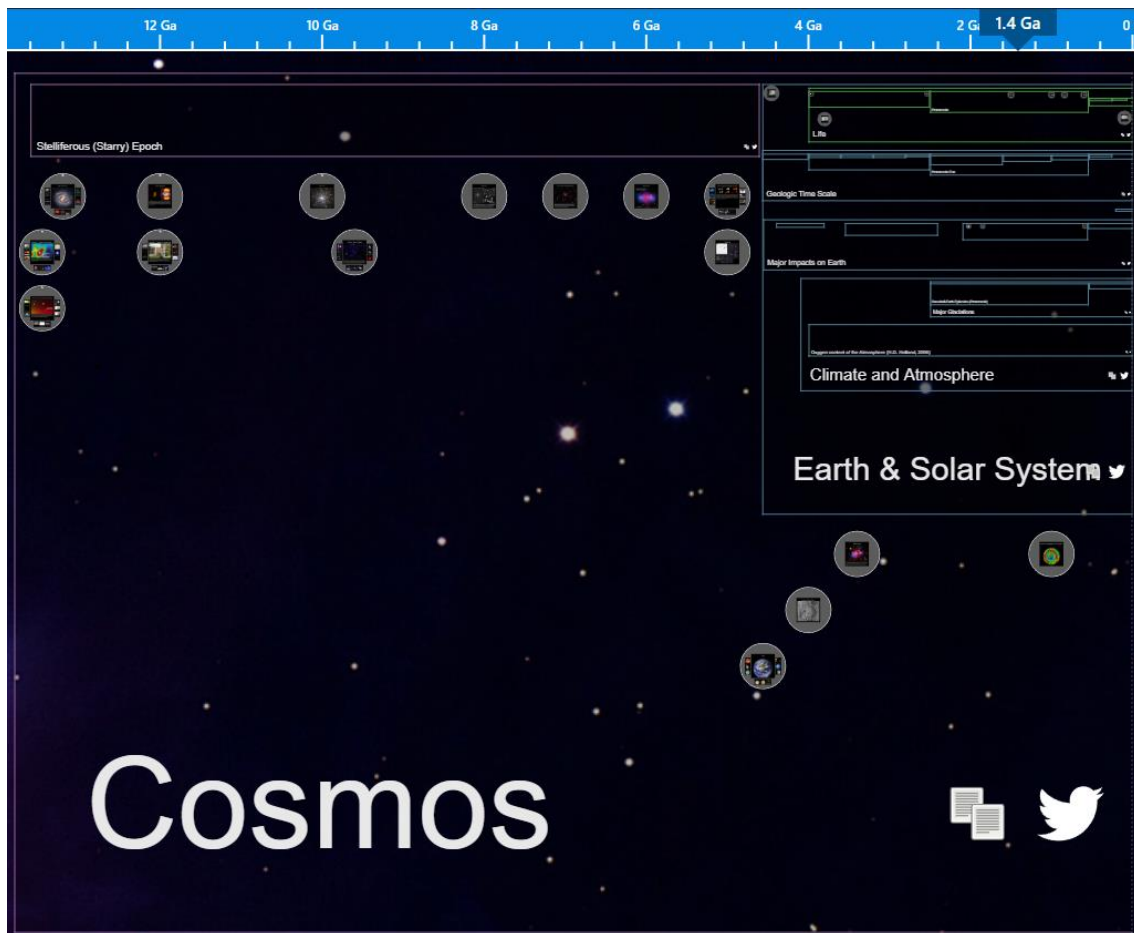 12 Ga 10 Ga 8 Ga 6 Ga 4 Ga 2 Ga 1.4 Ga 0
Stelliferous (Starry) Epoch
Life
Geologic Time Scale
Major Impacts on Earth
Major Glaciations
Climate and Atmosphere
Earth & Solar System
Cosmos